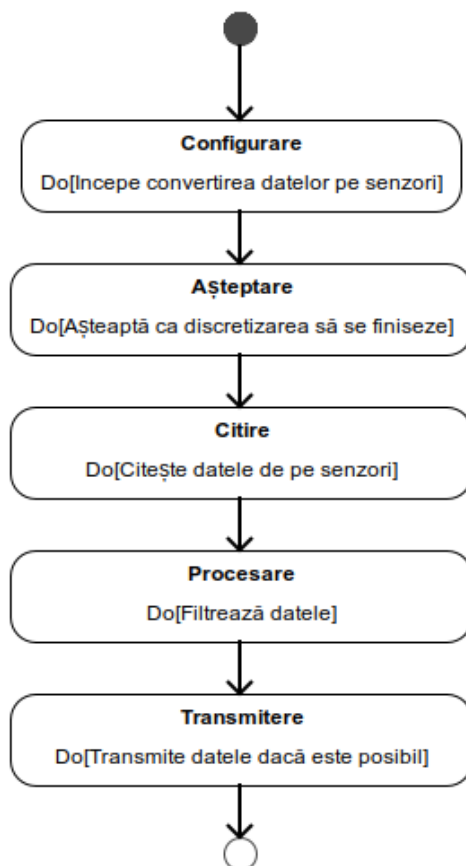 Configurare
Do[Incepe convertirea datelor pe senzori]
Așteptare
Do[Așteaptă ca discretizarea să se finiseze]
Citire
Do[Citește datele de pe senzori]
Procesare
Do[Filtrează datele]
Transmitere
Do[Transmite datele dacă este posibil]